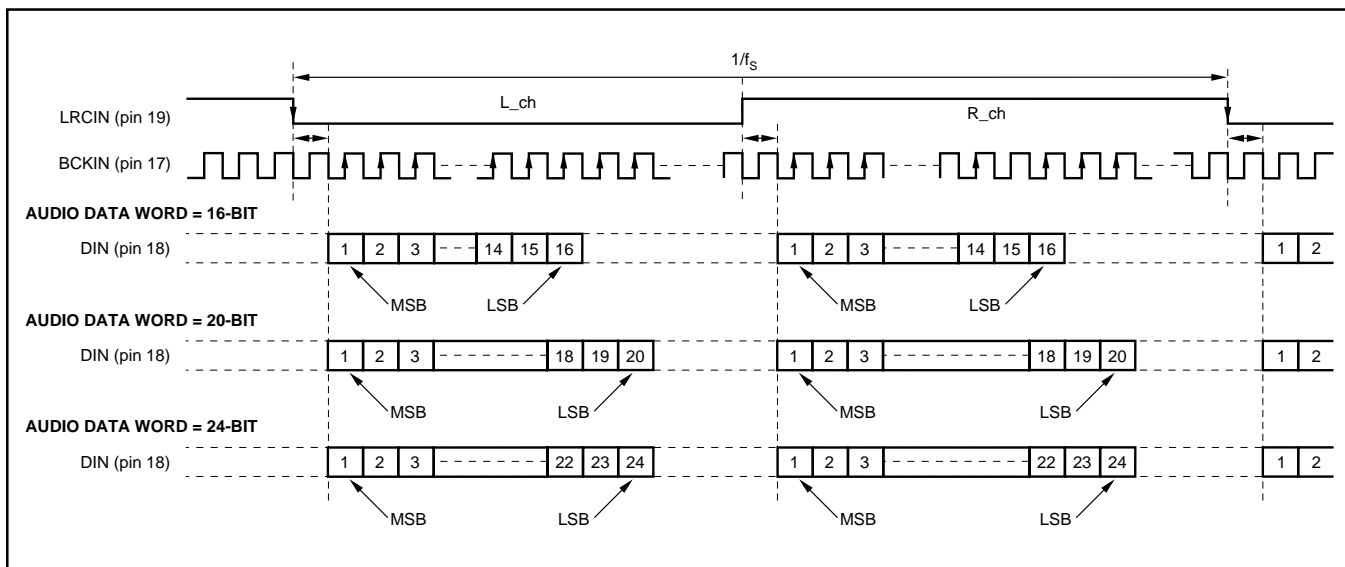 1/fS
LRCIN (pin 19)
L_ch
R_ch
BCKIN (pin 17)
AUDIO DATA WORD = 16-BIT
DIN (pin 18)
1 2 3 14 15 16 1 2 3 14 15 16 1 2
MSB LSB MSB LSB
AUDIO DATA WORD = 20-BIT
DIN (pin 18)
1 2 3 18 19 20 1 2 3 18 19 20 1 2
MSB LSB MSB LSB
AUDIO DATA WORD = 24-BIT
DIN (pin 18)
1 2 3 22 23 24 1 2 3 22 23 24 1 2
MSB LSB MSB LSB